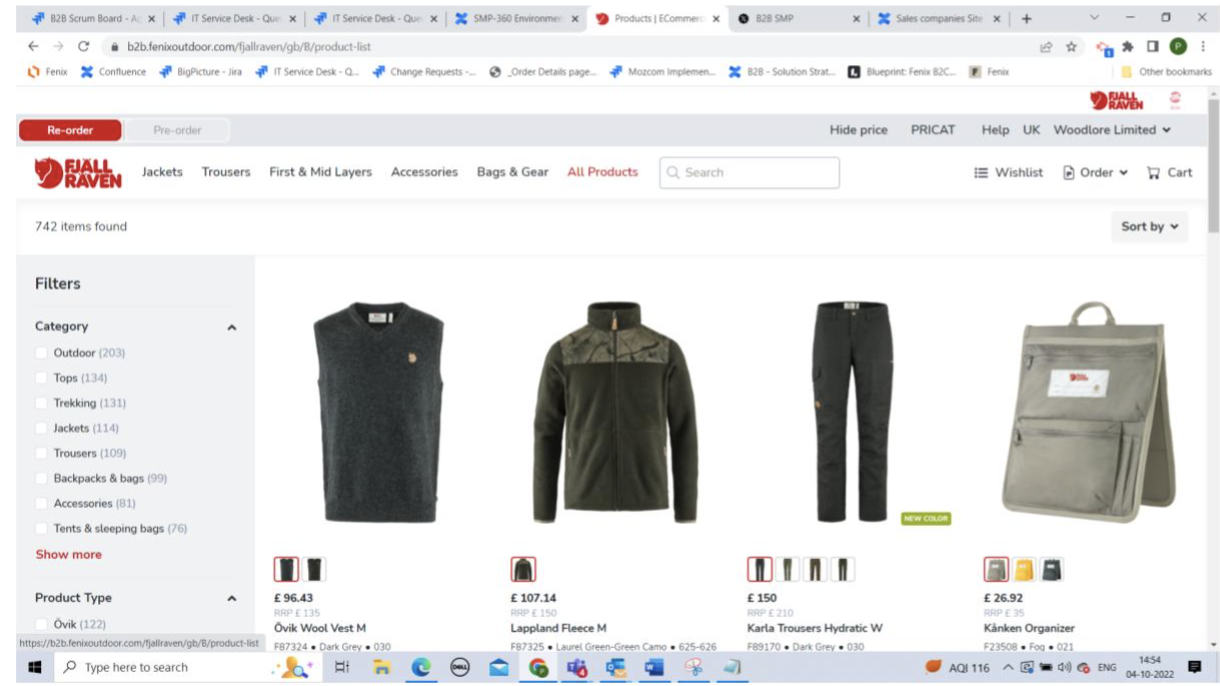 B2B Scrum Board - Ag
IT Service Desk - Que
IT Service Desk - Que
SMP-360 Environmen
Products | ECommerc
B2B SMP
Sales companies Site
b2b.fenixoutdoor.com/fjallraven/gb/8/product-list
P
Fenix
Confluence
BigPicture - Jira
IT Service Desk - Q...
Change Requests -...
_Order Details page...
Mozcom Implemen...
B2B - Solution Strat...
Blueprint: Fenix B2C...
Fenix
Other bookmarks
FJÄLL
RÄVEN
Re-order
Pre-order
Hide price
PRICAT
Help
UK
Woodlore Limited
FJÄLL
RÄVEN
Jackets
Trousers
First & Mid Layers
Accessories
Bags & Gear
All Products
Search
Wishlist
Order
Cart
742 items found
Sort by
Filters
Category
Outdoor (203)
Tops (134)
Trekking (131)
Jackets (114)
Trousers (109)
Backpacks & bags (99)
Accessories (81)
Tents & sleeping bags (76)
Show more
Product Type
Övik (122)
NEW COLOR
£ 96.43
RRP £ 135
Övik Wool Vest M
F87324 • Dark Grey • 030
£ 107.14
RRP £ 150
Lappland Fleece M
F87325 • Laurel Green-Green Camo • 625-626
£ 150
RRP £ 210
Karla Trousers Hydratic W
F89170 • Dark Grey • 030
£ 26.92
RRP £ 35
Kånken Organizer
F23508 • Fog • 021
https://b2b.fenixoutdoor.com/fjallraven/gb/8/product-list
Type here to search
DELL
AQI 116
ENG
14:54
04-10-2022